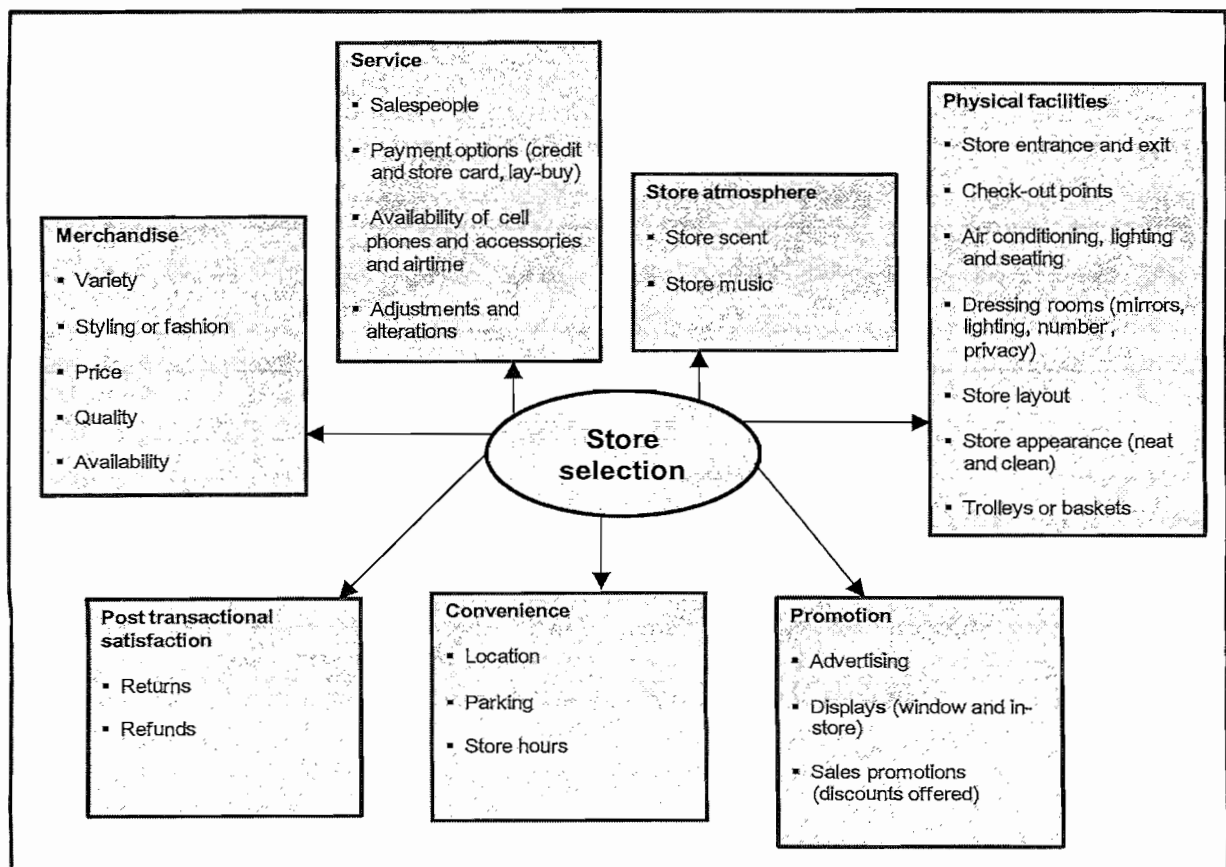 Service
▪ Salespeople
▪ Payment options (credit
and store card, lay-buy)
▪ Availability of cell
phones and accessories
and airtime
▪ Adjustments and
alterations
Physical facilities
▪ Store entrance and exit
▪ Check-out points
▪ Air conditioning, lighting
and seating
▪ Dressing rooms (mirrors,
lighting, number ,
privacy)
▪ Store layout
▪ Store appearance (neat
and clean)
▪ Trolleys or baskets
Store atmosphere
▪ Store scent
▪ Store music
Merchandise
▪ Variety
▪ Styling or fashion
▪ Price
▪ Quality
▪ Availability
Store
selection
Post transactional
satisfaction
▪ Returns
▪ Refunds
Convenience
▪ Location
▪ Parking
▪ Store hours
Promotion
▪ Advertising
▪ Displays (window and in-
store)
▪ Sales promotions
(discounts offered)